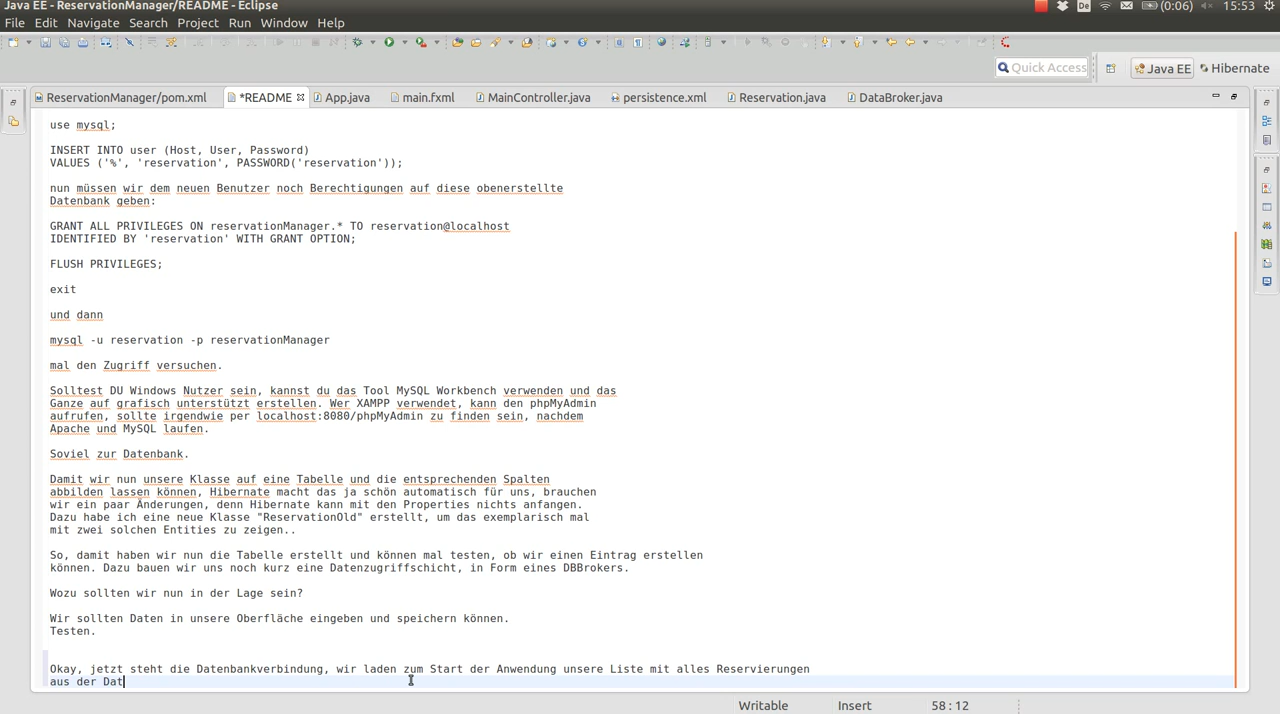 Java EE - ReservationManager/README - Eclipse
De
(0:06)
15:53
File Edit Navigate Search Project Run Window Help
Quick Access
Java EE
Hibernate
ReservationManager/pom.xml
*README
App.java
main.fxml
MainController.java
persistence.xml
Reservation.java
DataBroker.java
use mysql;
INSERT INTO user (Host, User, Password)
VALUES ('%', 'reservation', PASSWORD('reservation'));
nun müssen wir dem neuen Benutzer noch Berechtigungen auf diese obenerstellte
Datenbank geben:
GRANT ALL PRIVILEGES ON reservationManager.* TO reservation@localhost
IDENTIFIED BY 'reservation' WITH GRANT OPTION;
FLUSH PRIVILEGES;
exit
und dann
mysql -u reservation -p reservationManager
mal den Zugriff versuchen.
Solltest DU Windows Nutzer sein, kannst du das Tool MySQL Workbench verwenden und das
Ganze auf grafisch unterstützt erstellen. Wer XAMPP verwendet, kann den phpMyAdmin
aufrufen, sollte irgendwie per localhost:8080/phpMyAdmin zu finden sein, nachdem
Apache und MySQL laufen.
Soviel zur Datenbank.
Damit wir nun unsere Klasse auf eine Tabelle und die entsprechenden Spalten
abbilden lassen können, Hibernate macht das ja schön automatisch für uns, brauchen
wir ein paar Änderungen, denn Hibernate kann mit den Properties nichts anfangen.
Dazu habe ich eine neue Klasse "ReservationOld" erstellt, um das exemplarisch mal
mit zwei solchen Entities zu zeigen..
So, damit haben wir nun die Tabelle erstellt und können mal testen, ob wir einen Eintrag erstellen
können. Dazu bauen wir uns noch kurz eine Datenzugriffschicht, in Form eines DBBrokers.
Wozu sollten wir nun in der Lage sein?
Wir sollten Daten in unsere Oberfläche eingeben und speichern können.
Testen.
Okay, jetzt steht die Datenbankverbindung, wir laden zum Start der Anwendung unsere Liste mit alles Reservierungen
aus der Dat
Writable
Insert
58 : 12